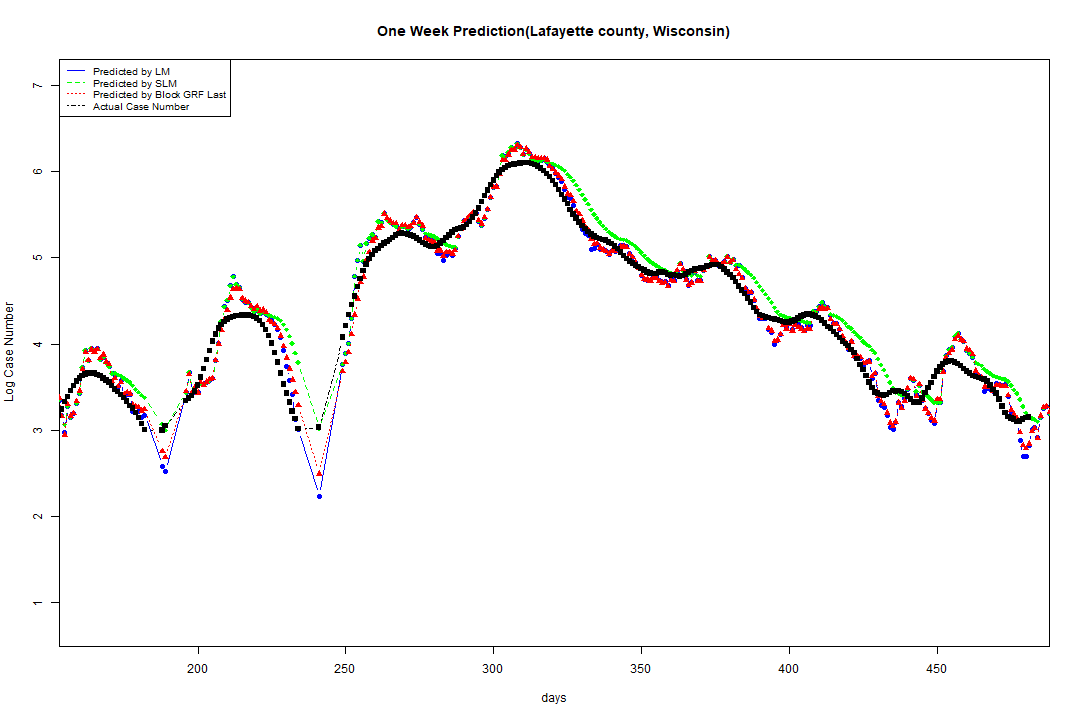 One Week Prediction(Lafayette county, Wisconsin)
Predicted by LM
Predicted by SLM
Predicted by Block GRF Last
Actual Case Number
7
6
5
4
3
2
1
Log Case Number
200 250 300 350 400 450
days